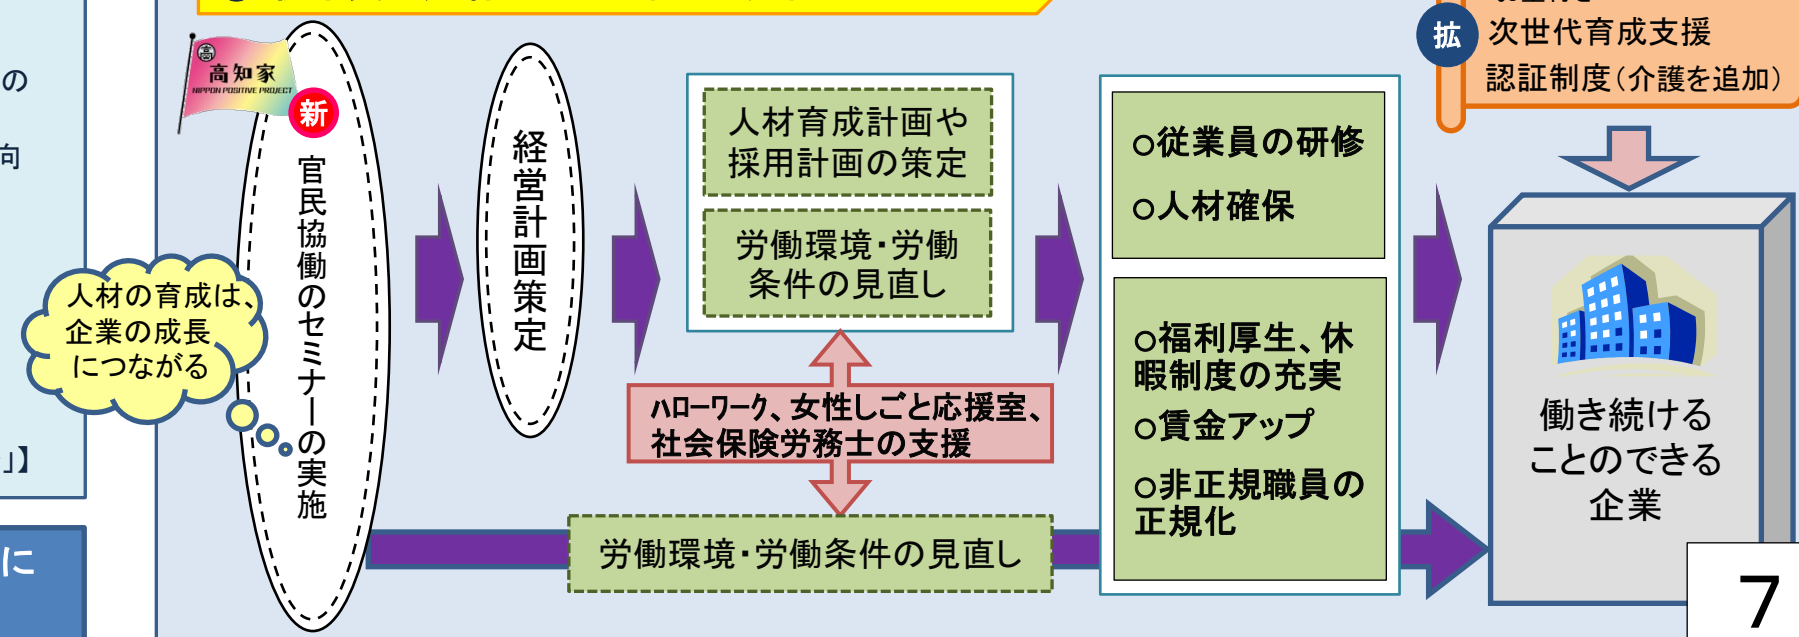 の
向
」】
に
高
高知家
NIPPON POSITIVE PROJECT
新
官民協働のセミナーの実施
人材の育成は、
企業の成長
につながる
経営計画策定
人材育成計画や
採用計画の策定
労働環境・労働
条件の見直し
ﾊﾛｰﾜｰｸ、女性しごと応援室、
社会保険労務士の支援
労働環境・労働条件の見直し
○従業員の研修
○人材確保
○福利厚生、休
暇制度の充実
○賃金アップ
○非正規職員の
正規化
拡
次世代育成支援
認証制度（介護を追加）
働き続ける
ことのできる
企業
7